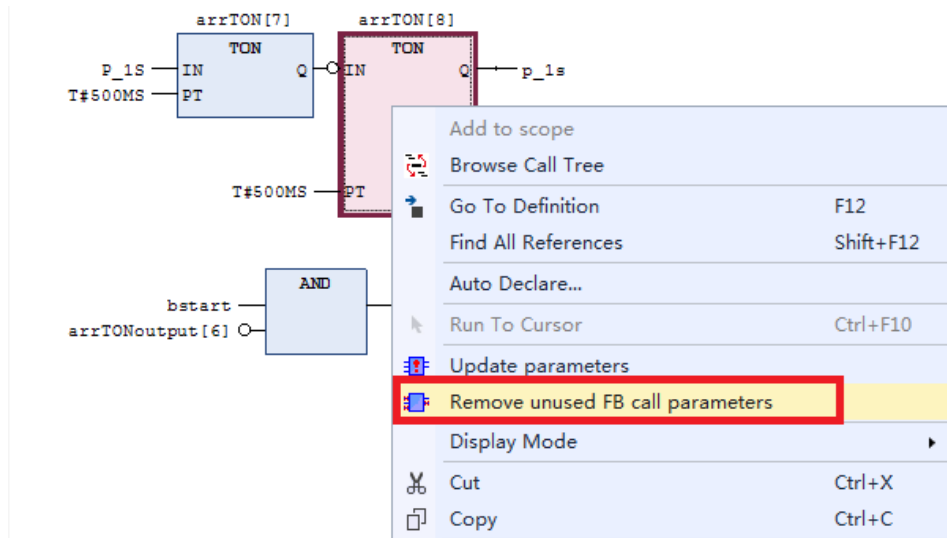 arrTON[7] arrTON[8]
TON TON
P_1S IN Q IN Q p_1s
T#500MS PT
T#500MS PT
AND
bstart
arrTONoutput[6]
Add to scope
Browse Call Tree
Go To Definition F12
Find All References Shift+F12
Auto Declare...
Run To Cursor Ctrl+F10
Update parameters
Remove unused FB call parameters
Display Mode
Cut Ctrl+X
Copy Ctrl+C